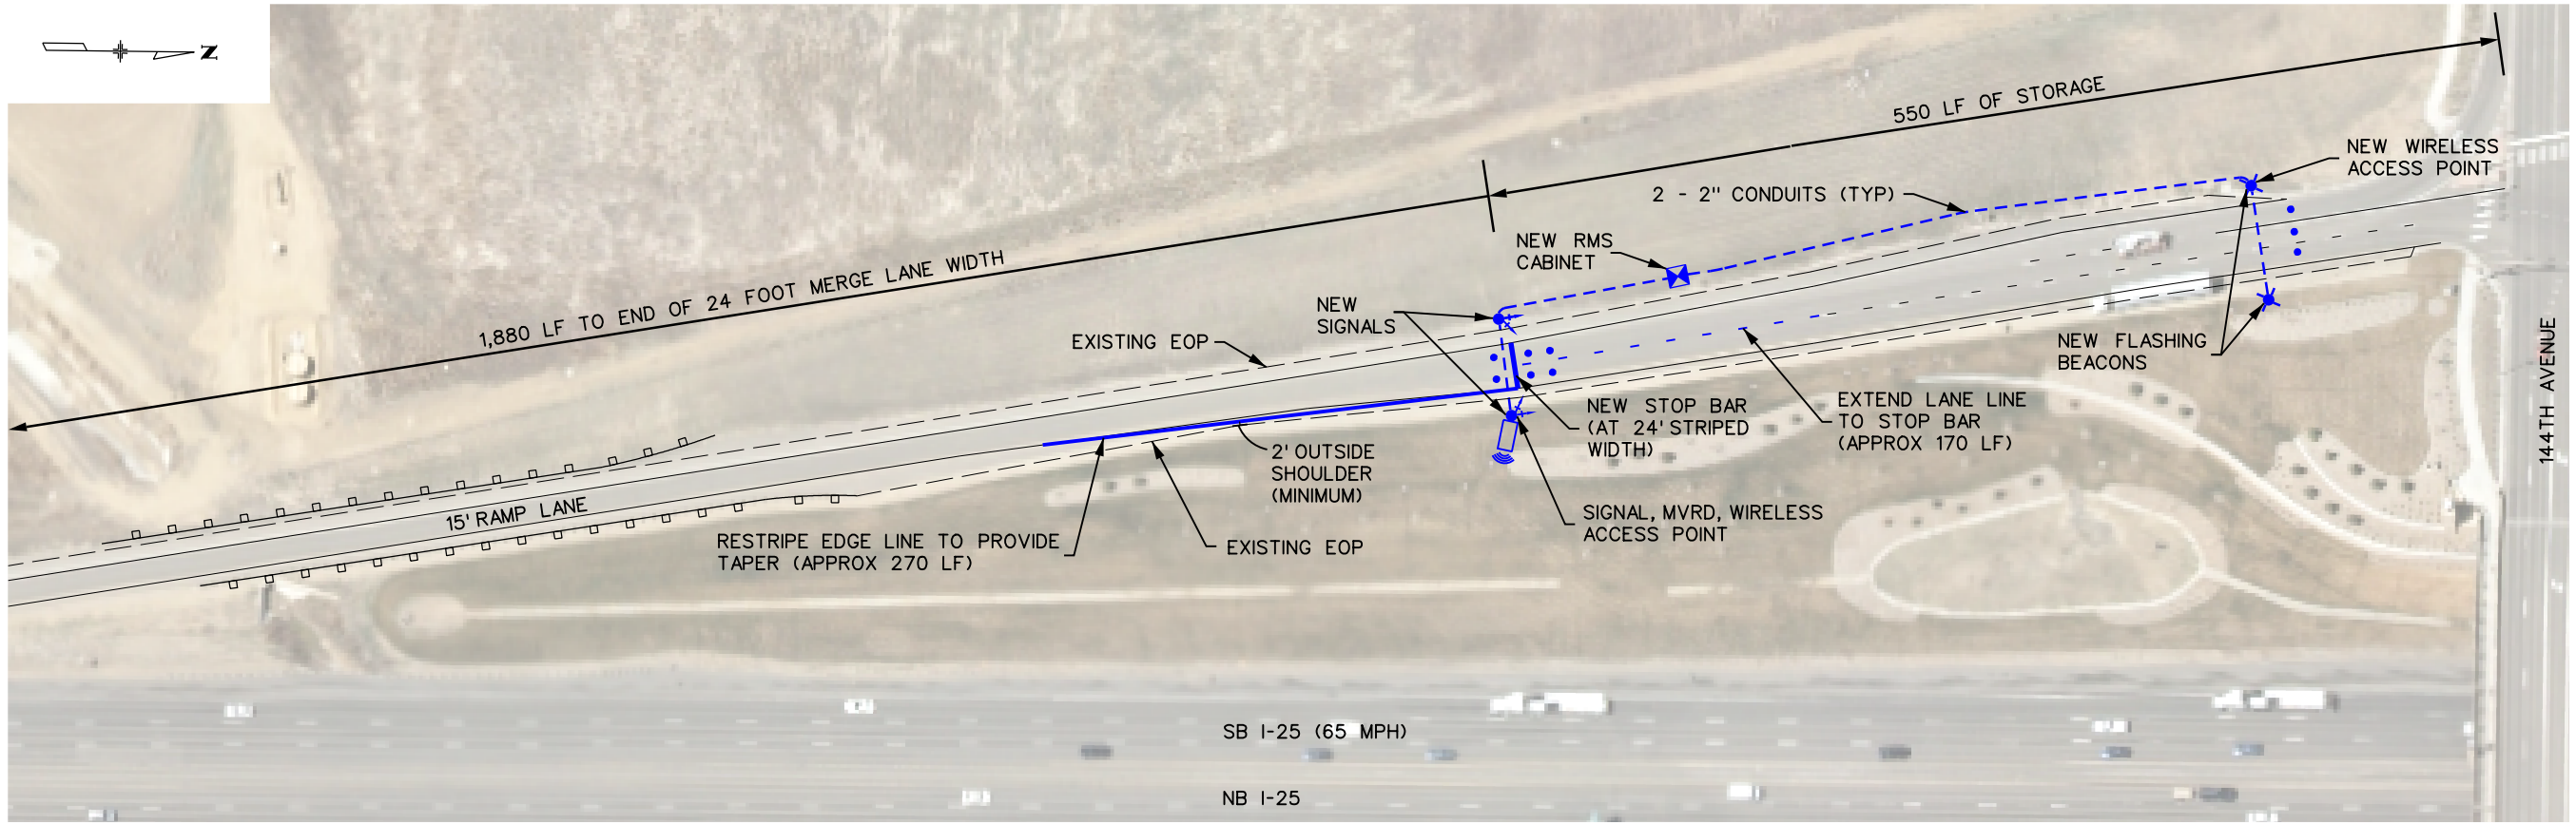 N
550 LF OF STORAGE
1,880 LF TO END OF 24 FOOT MERGE LANE WIDTH
NEW WIRELESS
ACCESS POINT
2 - 2" CONDUITS (TYP)
NEW RMS
CABINET
NEW
SIGNALS
EXISTING EOP
NEW FLASHING
BEACONS
144TH AVENUE
NEW STOP BAR
(AT 24' STRIPED
WIDTH)
EXTEND LANE LINE
TO STOP BAR
(APPROX 170 LF)
2' OUTSIDE
SHOULDER
(MINIMUM)
15' RAMP LANE
SIGNAL, MVRD, WIRELESS
ACCESS POINT
RESTRIPE EDGE LINE TO PROVIDE
TAPER (APPROX 270 LF)
EXISTING EOP
SB I-25 (65 MPH)
NB I-25